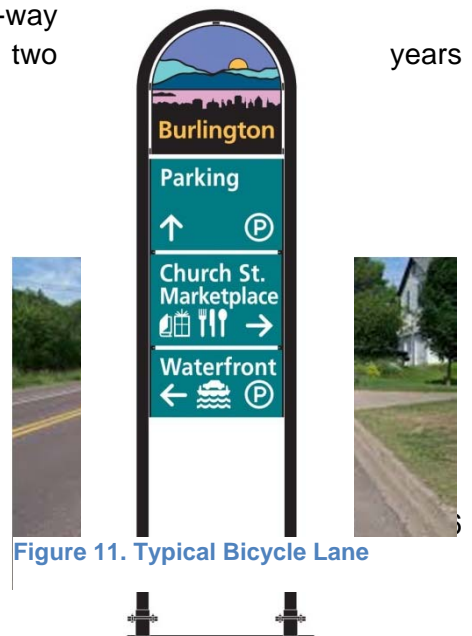 -way
two years
Burlington
Parking
P
Church St.
Marketplace
Waterfront
P
Figure 11. Typical Bicycle Lane